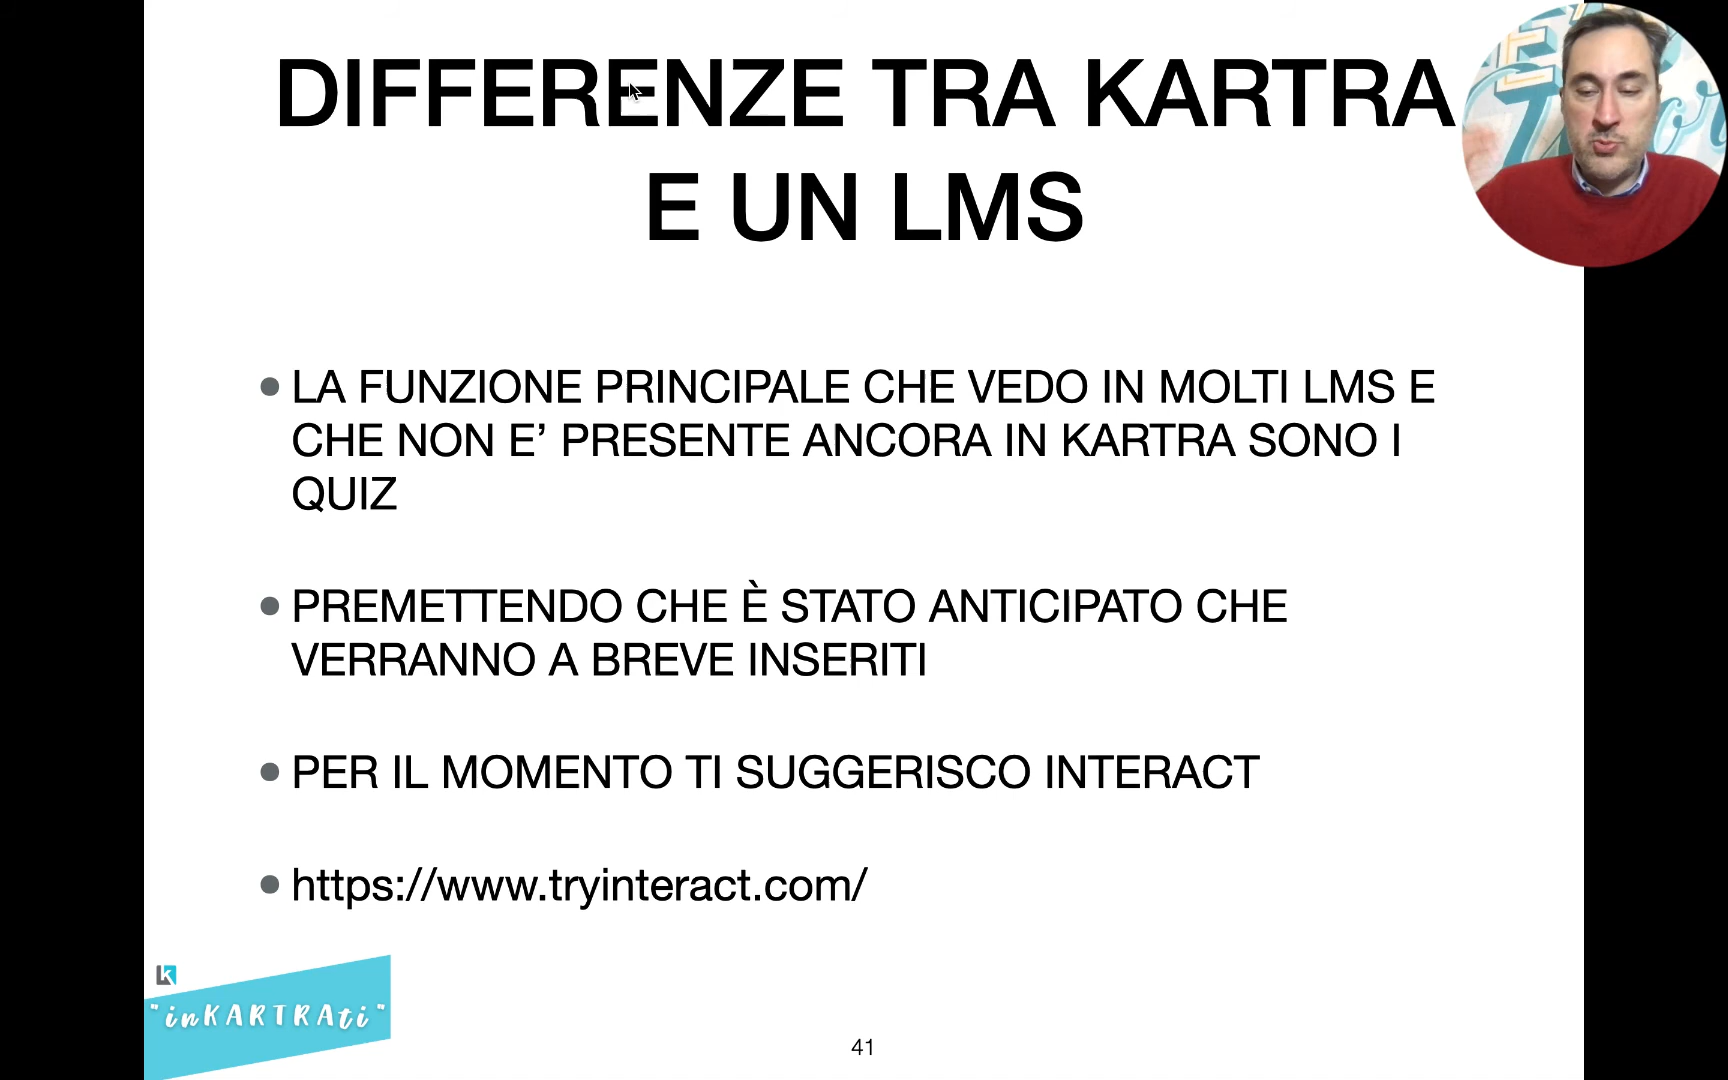 DIFFERENZE TRA KARTRA
E UN LMS
LA FUNZIONE PRINCIPALE CHE VEDO IN MOLTI LMS E
CHE NON E’ PRESENTE ANCORA IN KARTRA SONO I
QUIZ
PREMETTENDO CHE È STATO ANTICIPATO CHE
VERRANNO A BREVE INSERITI
PER IL MOMENTO TI SUGGERISCO INTERACT
https://www.tryinteract.com/
"inKARTRAti"
41